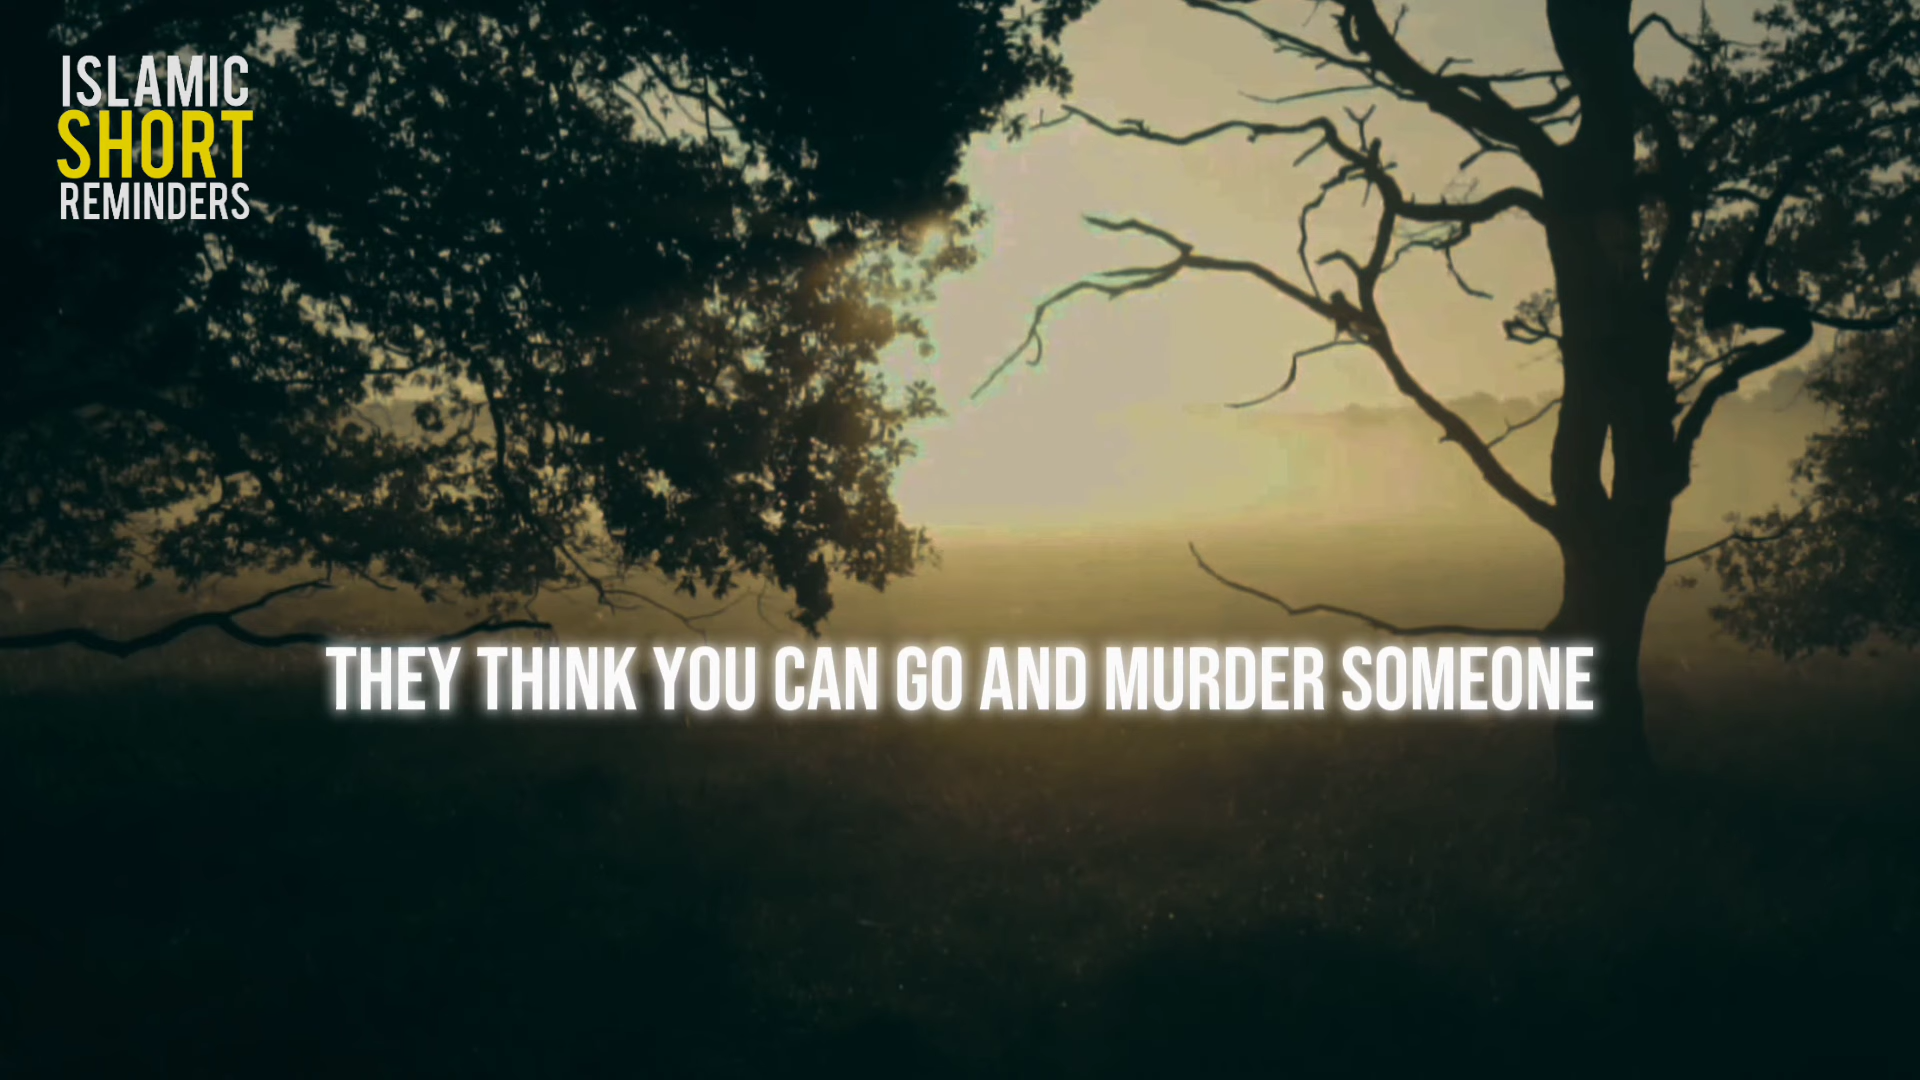 ISLAMIC
SHORT
REMINDERS
THEY THINK YOU CAN GO AND MURDER SOMEONE